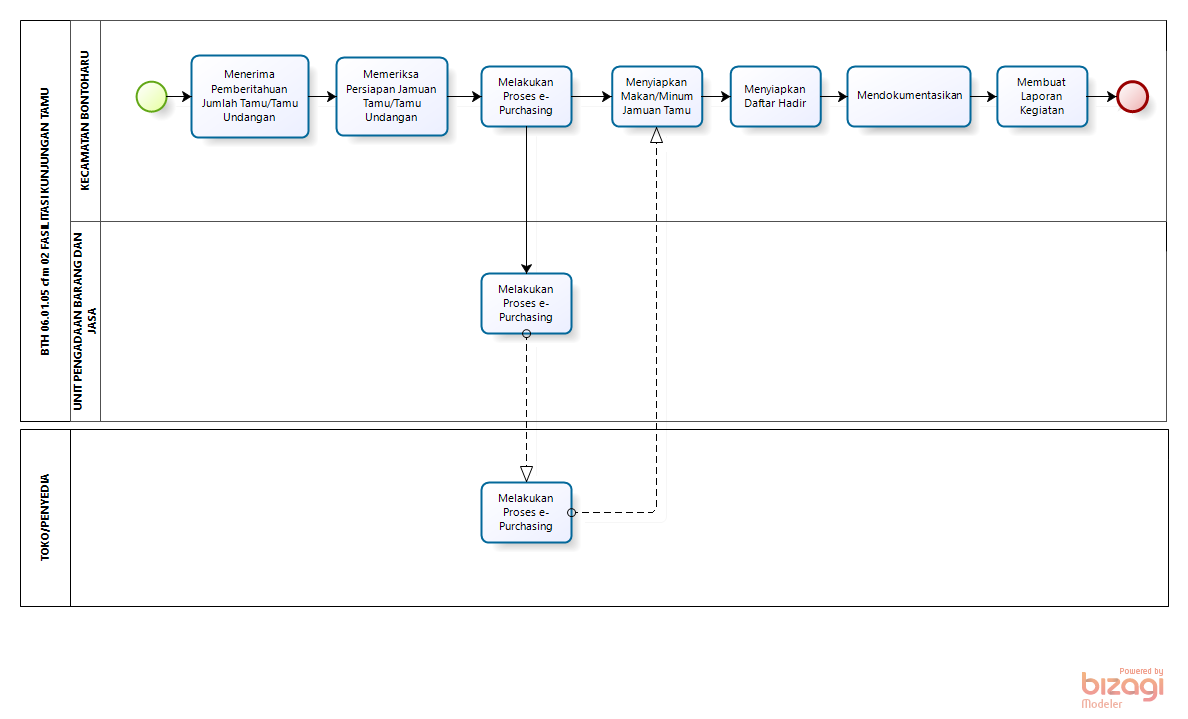 BTH 06.01.05 cfm 02 FASILITASI KUNJUNGAN TAMU
KECAMATAN BONTOHARU
Menerima
Pemberitahuan
Jumlah Tamu/Tamu
Undangan
Memeriksa
Persiapan Jamuan
Tamu/Tamu
Undangan
Melakukan
Proses e-
Purchasing
Menyiapkan
Makan/Minum
Jamuan Tamu
Menyiapkan
Daftar Hadir
Mendokumentasikan
Membuat
Laporan
Kegiatan
UNIT PENGADAAN BARANG DAN
JASA
Melakukan
Proses e-
Purchasing
TOKO/PENYEDIA
Melakukan
Proses e-
Purchasing
Powered by
bizagi
Modeler